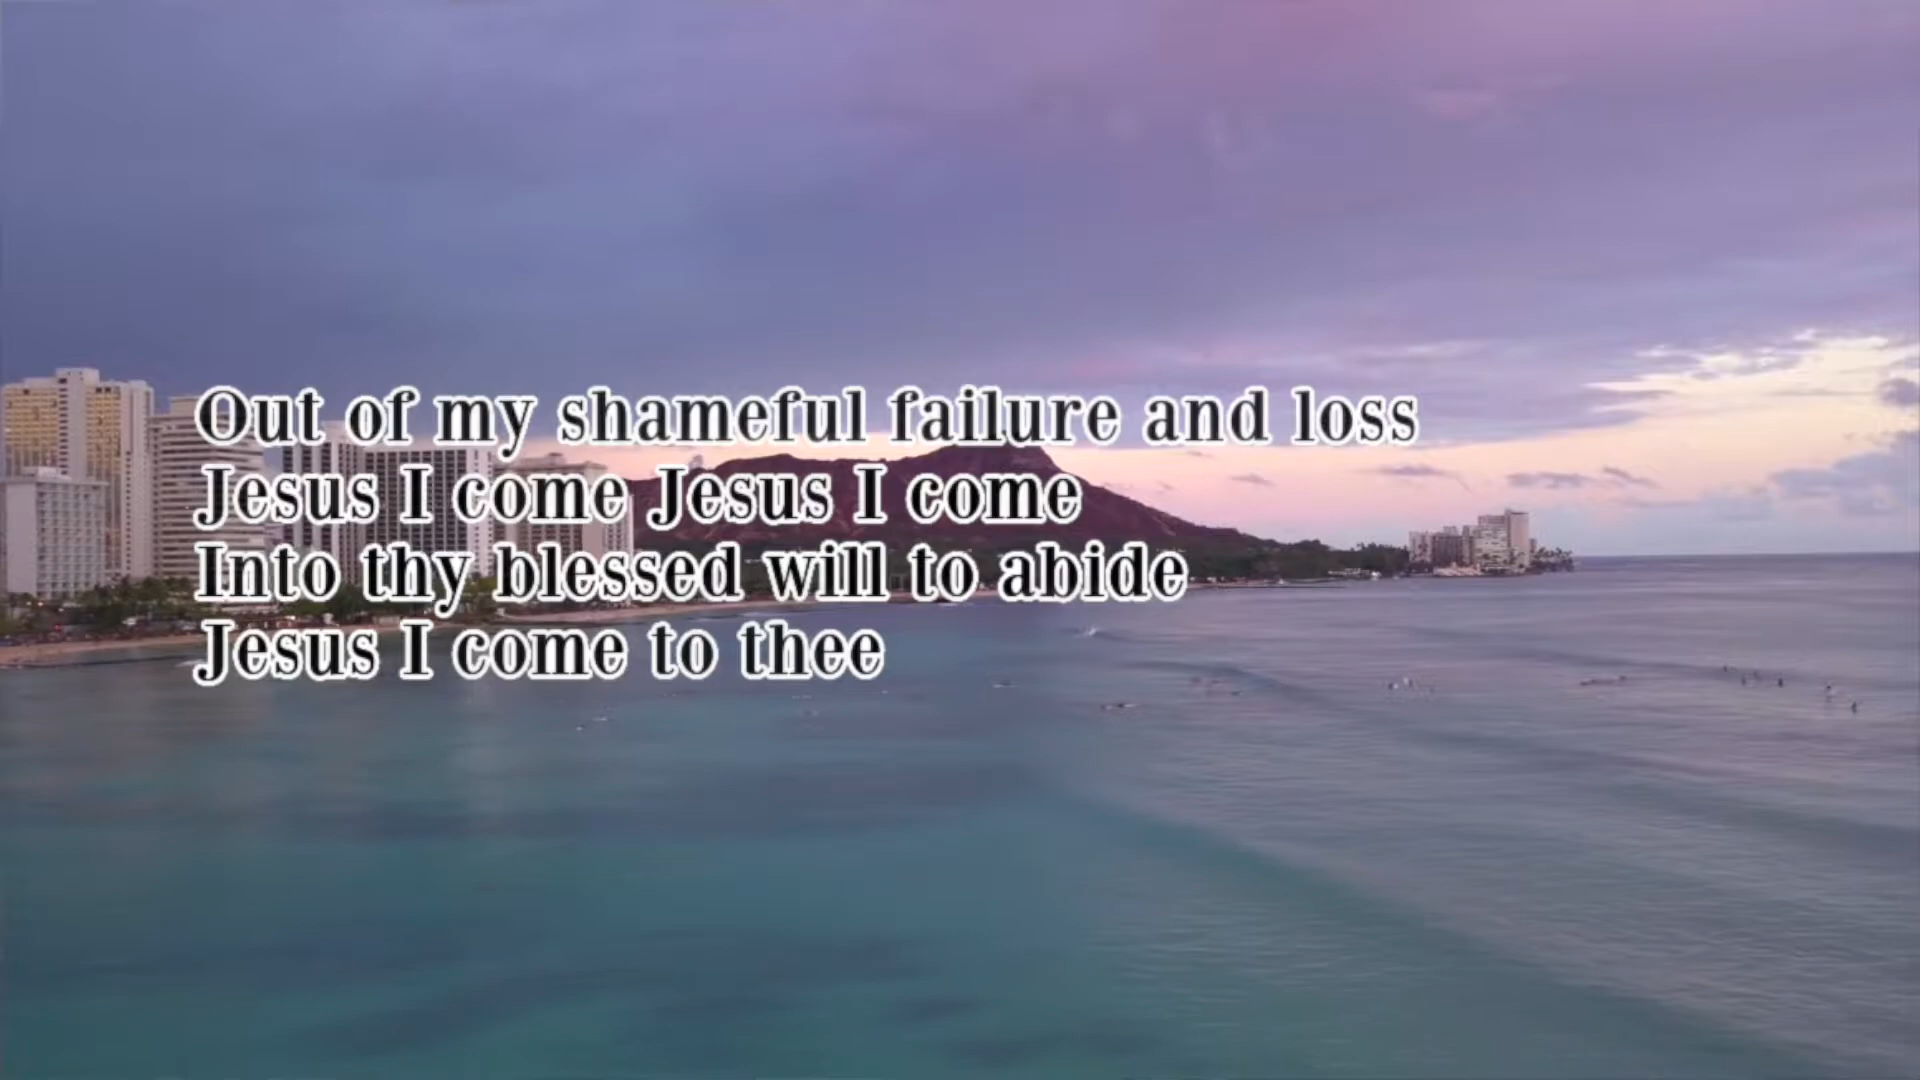 Out of my shameful failure and loss
Jesus I come Jesus I come
Into thy blessed will to abide
Jesus I come to thee